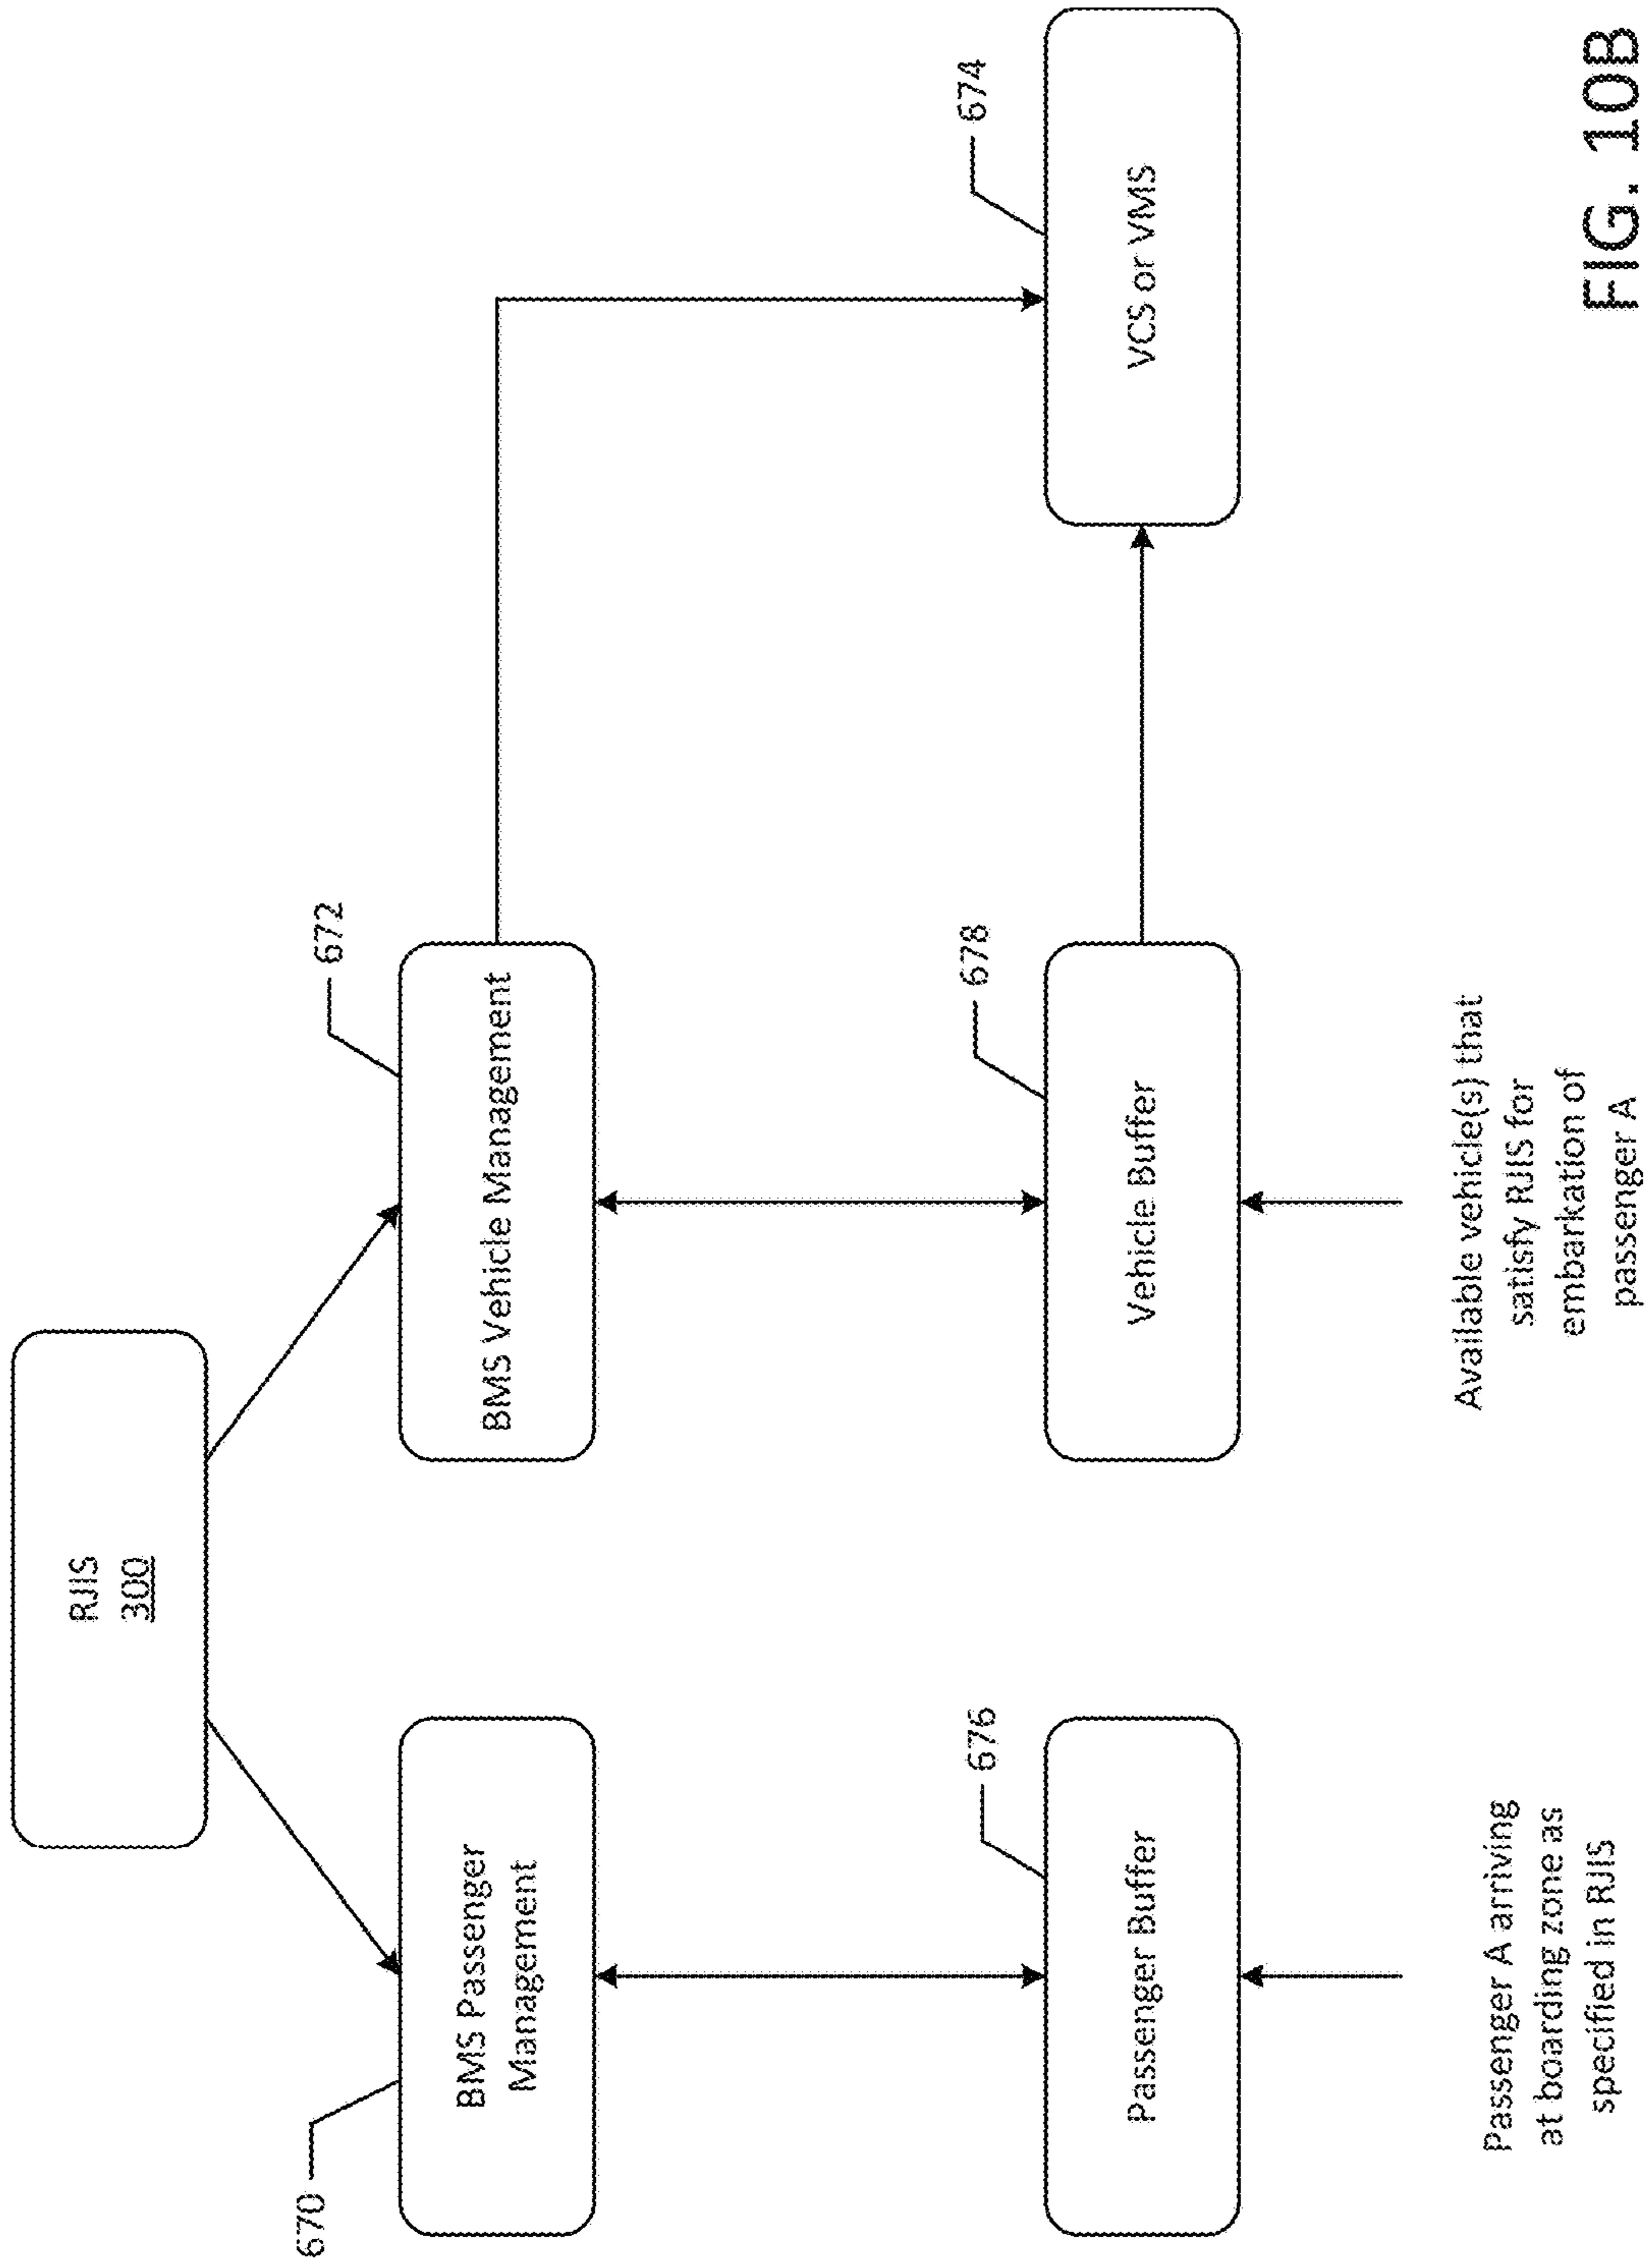 RJIS
300
670
BMS Passenger
Management
672
BMS Vehicle Management
676
Passenger Buffer
678
Vehicle Buffer
674
VCS or VMS
Passenger A arriving
at boarding zone as
specified in RJIS
Available vehicle(s) that
satisfy RJIS for
embarkation of
passenger A
FIG. 10B